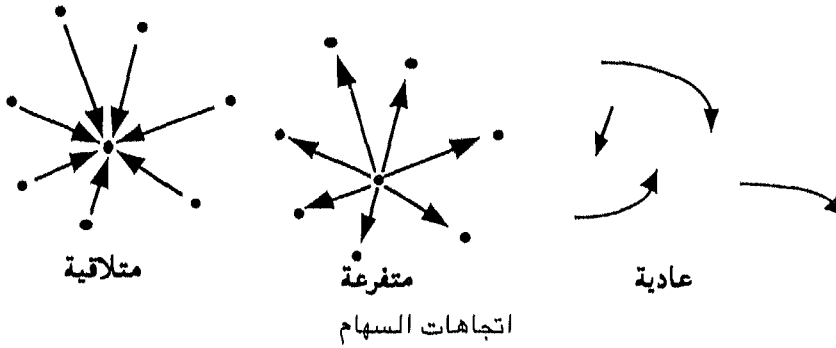 عادية
متفرعة
متلاقية
اتجاهات السهام